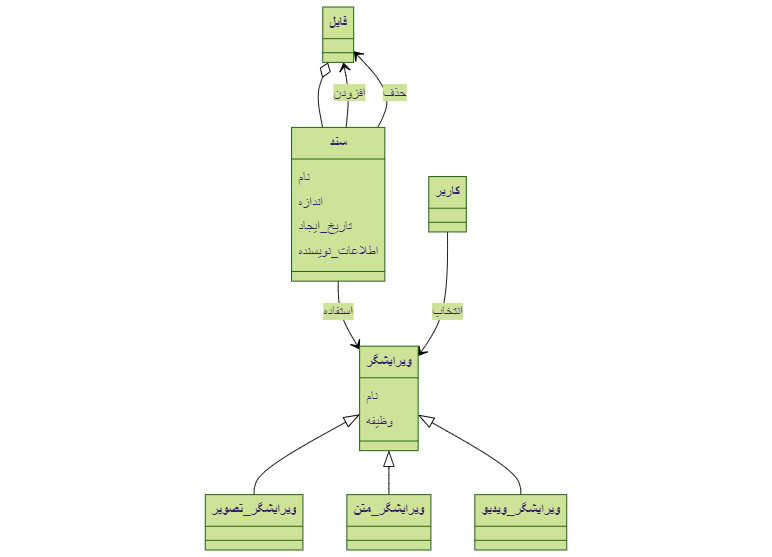 فایل
افزودن
حذف
سند
نام
اندازه
تاریخ_ایجاد
اطلاعات_نویسنده
کاربر
استفاده
انتخاب
ویرایشگر
نام
وظیفه
ویرایشگر_تصویر
ویرایشگر_متن
ویرایشگر_ویدیو